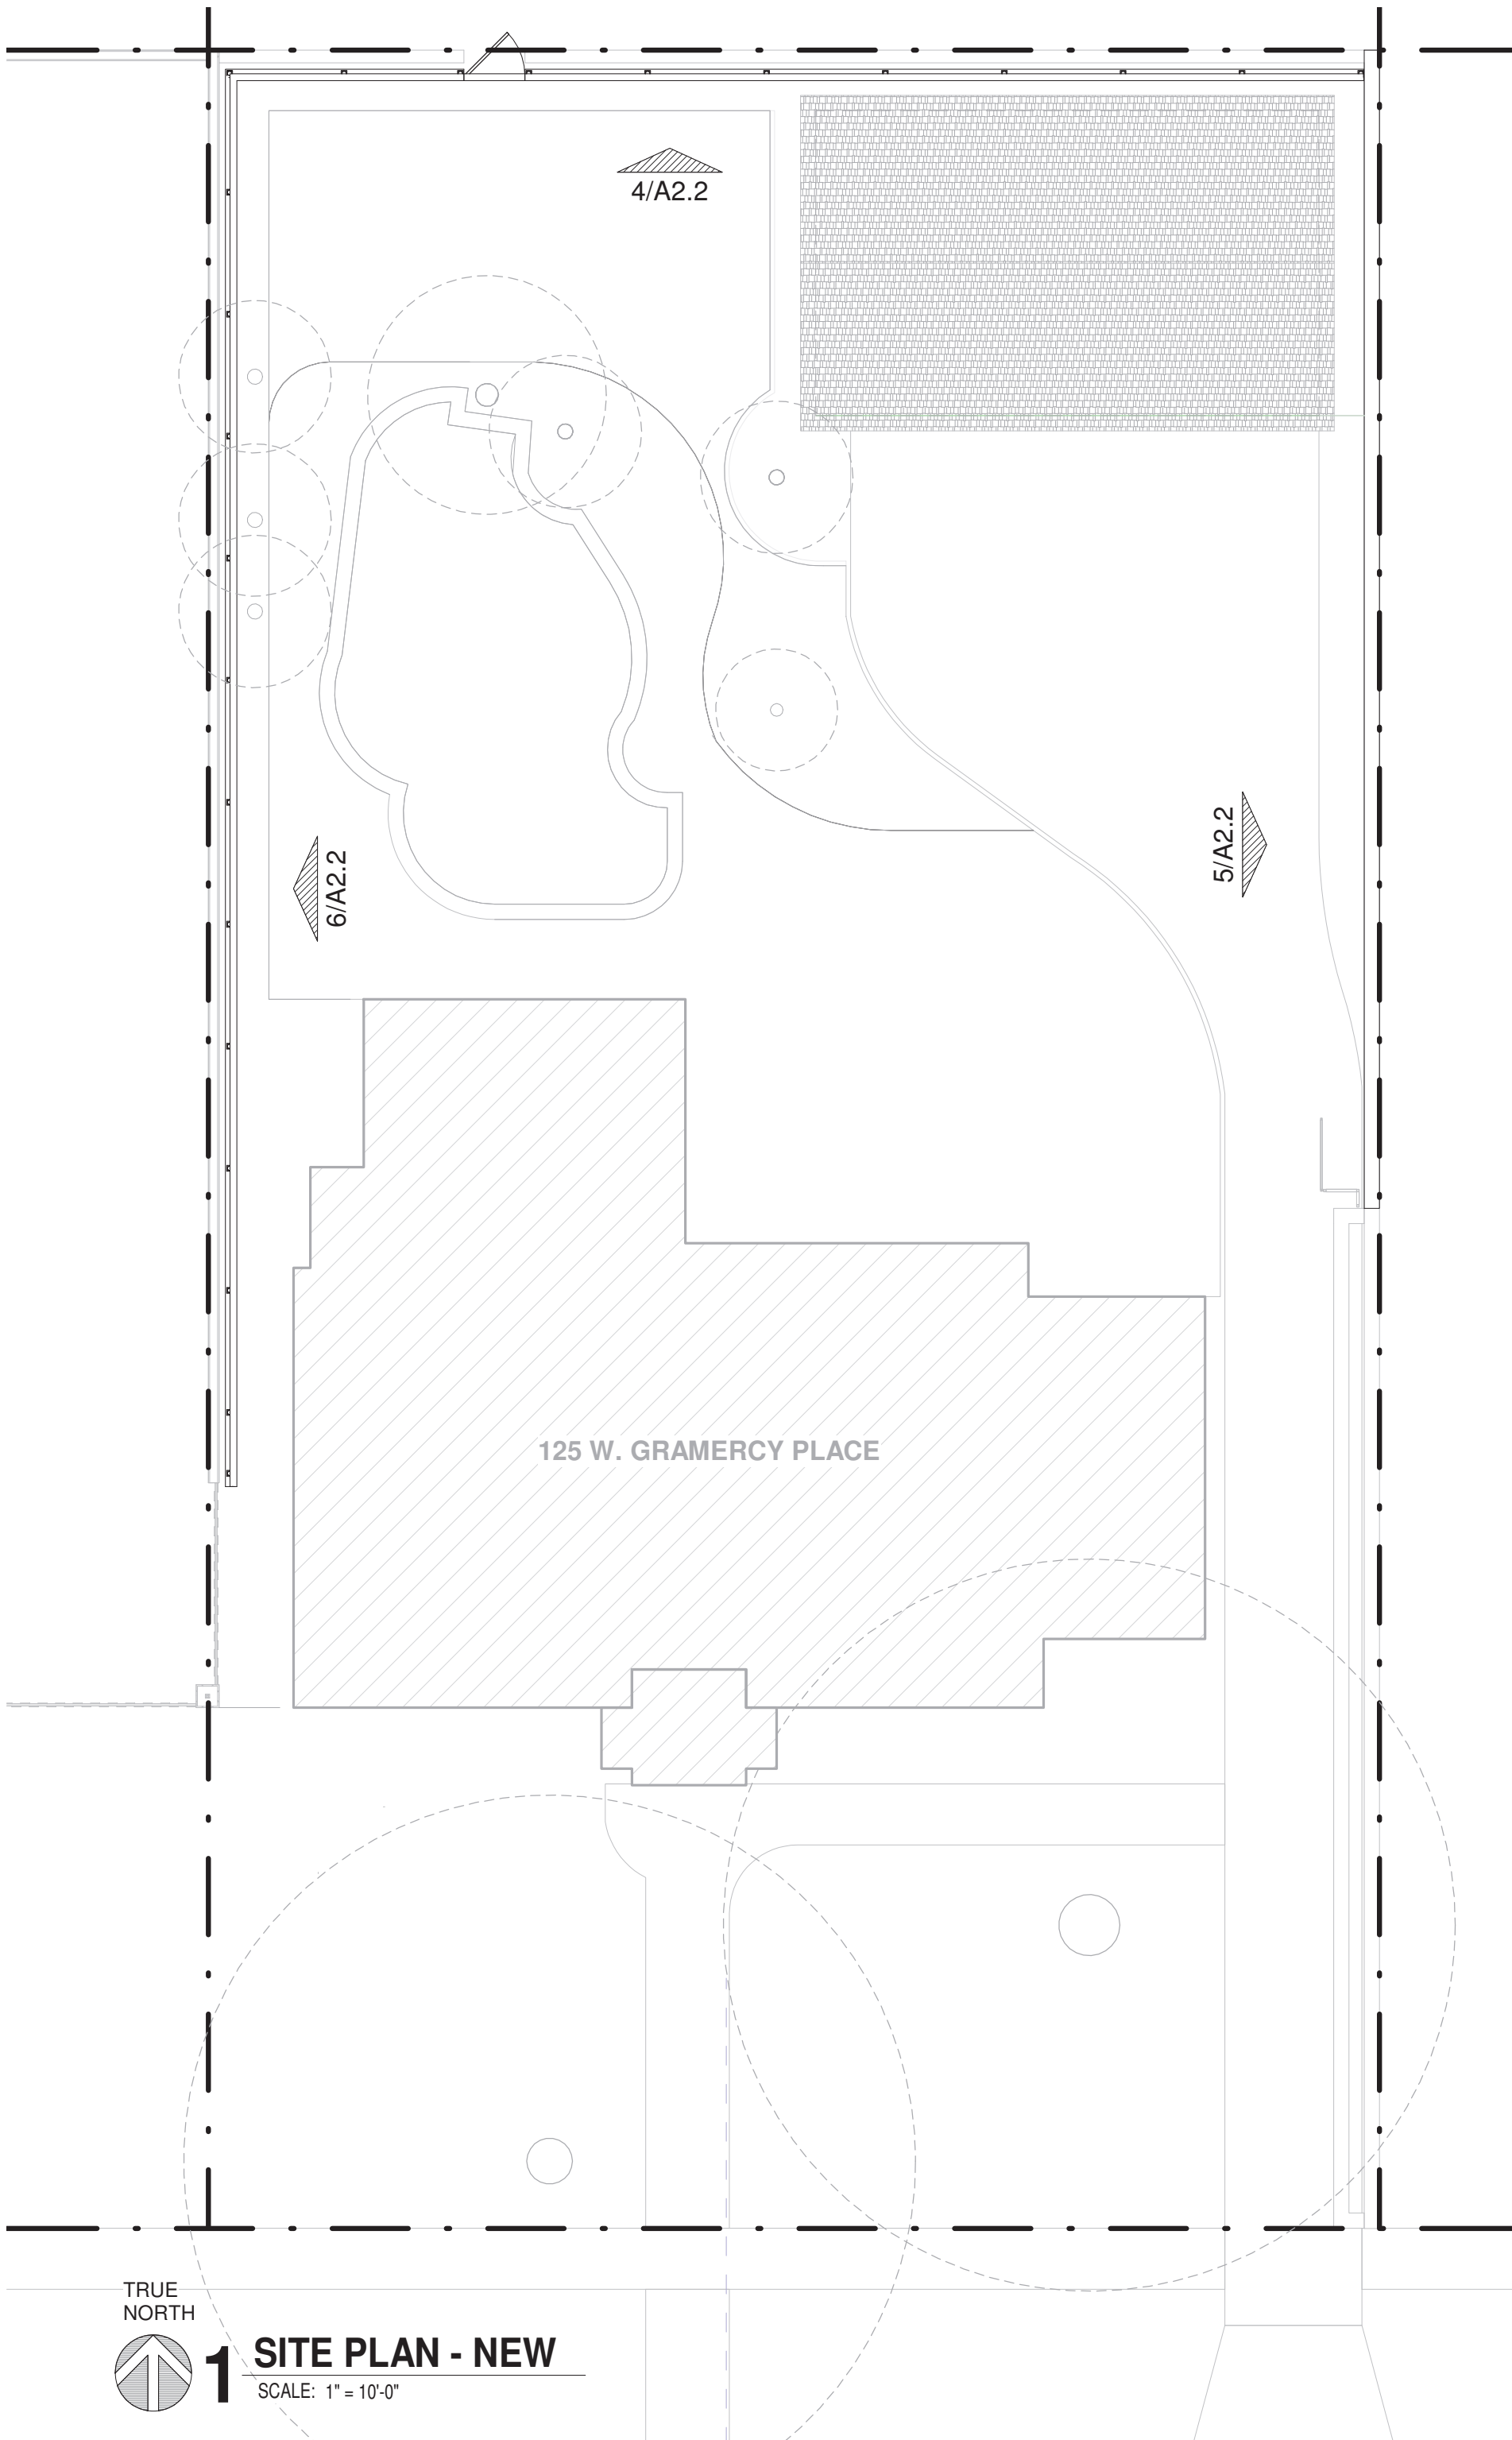 4/A2.2
5/A2.2
6/A2.2
125 W. GRAMERCY PLACE
TRUE
NORTH
1 SITE PLAN - NEW
SCALE: 1" = 10'-0"